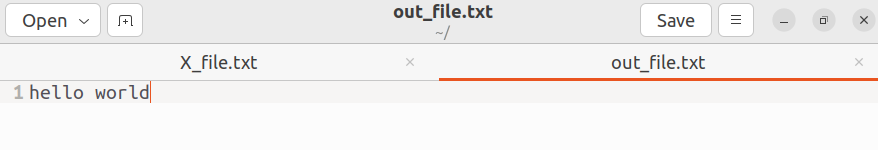 Open
out_file.txt
~/
Save
X_file.txt
out_file.txt
1 hello world